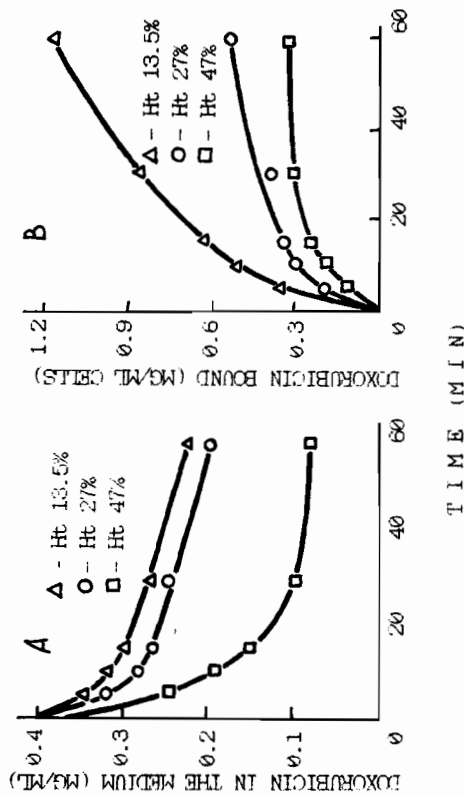 A
△ - Ht 13.5%
○ - Ht 27%
□ - Ht 47%
DOXORUBICIN IN THE MEDIUM (MG/ML)
0.4
0.3
0.2
0.1
0
20
40
60
B
△ - Ht 13.5%
○ - Ht 27%
□ - Ht 47%
DOXORUBICIN BOUND (MG/ML CELLS)
1.2
0.9
0.6
0.3
0
20
40
60
TIME (MIN)